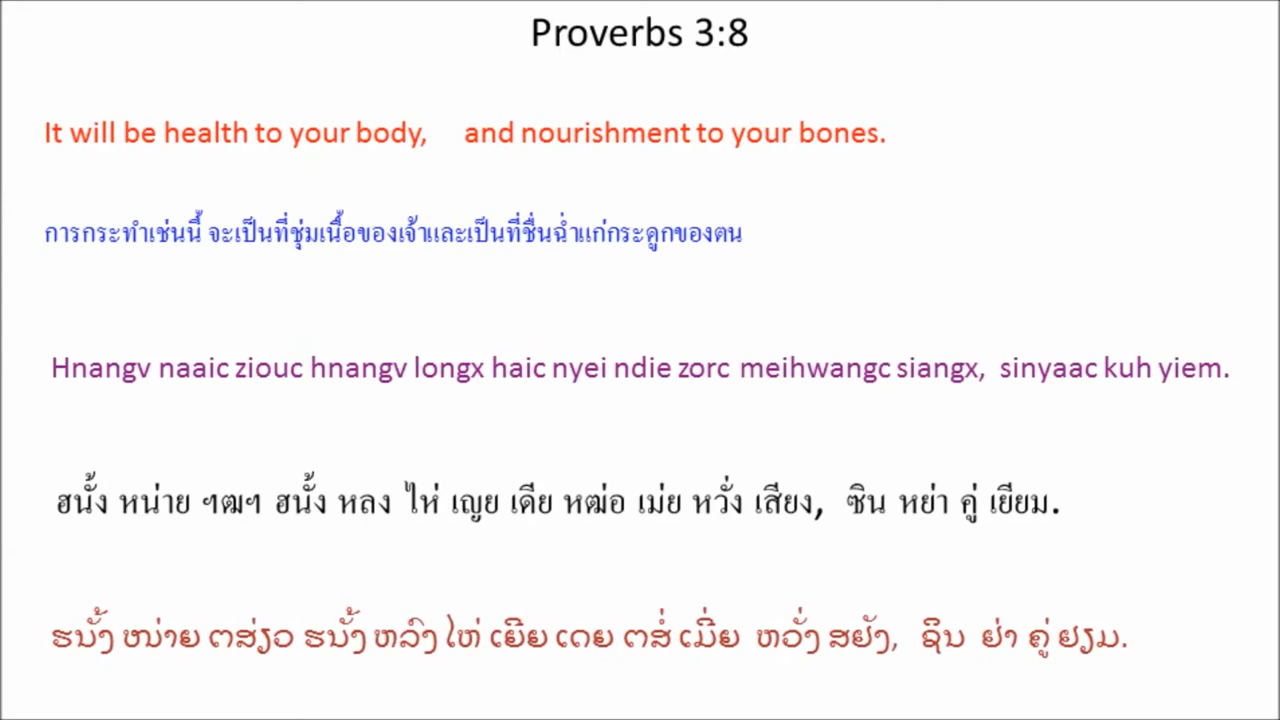 Proverbs 3:8
It will be health to your body, and nourishment to your bones.
การกระทำเช่นนี้ จะเป็นที่ชุ่มเนื้อของเจ้าและเป็นที่ชื่นฉ่ำแก่กระดูกของตน
Hnangv naaic ziouc hnangv longx haic nyei ndie zorc meihwangc siangx, sinyaac kuh yiem.
ฮนั้ง หน่าย ฯฒฯ ฮนั้ง หลง ไห่ เญย เดีย หฒ่อ เม่ย หวั่ง เสียง, ซิน หย่า คู่ เยียม.
ຮນັ້ງ ໜ່າຍ ຕສ່ຽວ ຮນັ້ງ ຫລົງ ໄຫ່ ເຍີຍ ເດຍ ຕສໍ່ ເມີ່ຍ ຫວັ່ງ ສຢັງ, ຊິນ ຢ່າ ຄູ່ ຢຽມ.